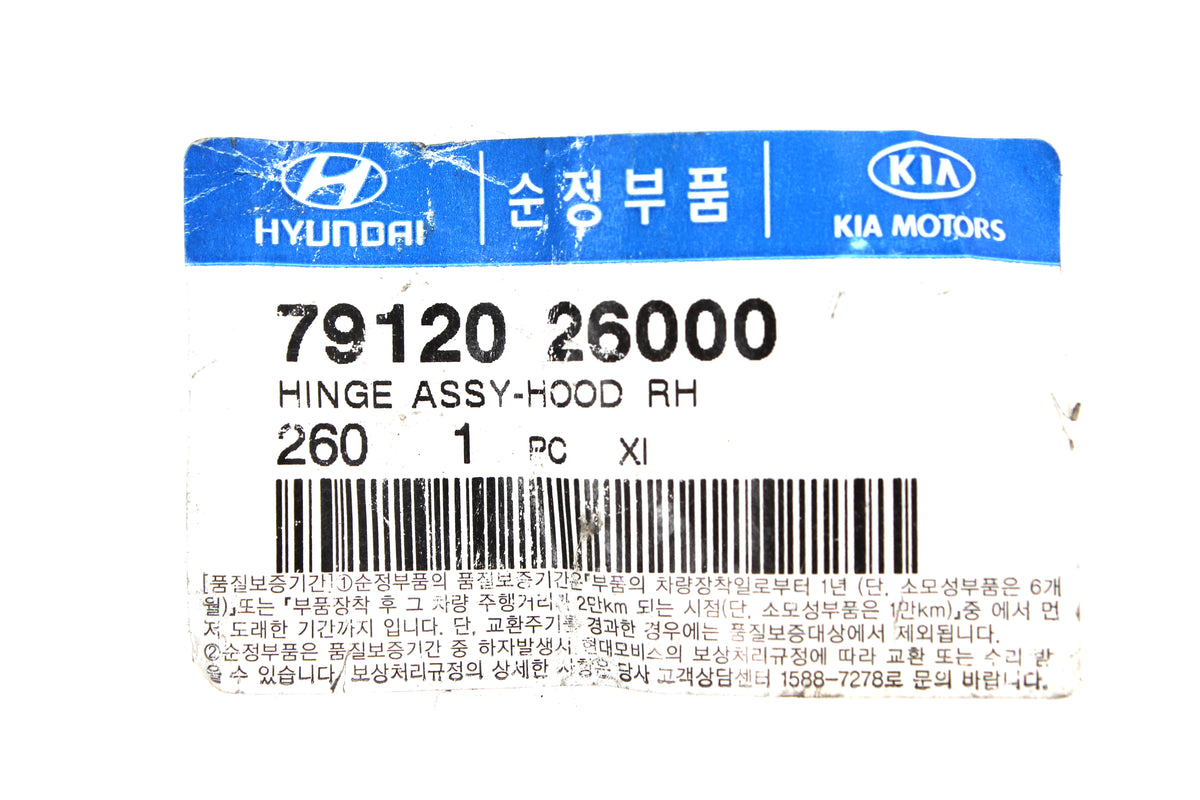 HYUNDAI 순정부품 KIA
KIA MOTORS
79120 26000
HINGE ASSY-HOOD RH
260 1 PC XI
[품질보증기간] ①순정부품의 품질보증기간은 『부품의 차량장착일로부터 1년 (단, 소모성부품은 6개
월)』또는 『부품장착 후 그 차량 주행거리가 2만km 되는 시점(단, 소모성부품은 1만km)』중 에서 먼
저 도래한 기간까지 입니다. 단, 교환주기를 경과한 경우에는 품질보증대상에서 제외됩니다.
②순정부품은 품질보증기간 중 하자발생시 현대모비스의 보상처리규정에 따라 교환 또는 수리 받
을 수 있습니다. 보상처리규정의 상세한 사항은 당사 고객상담센터 1588-7278로 문의 바랍니다.